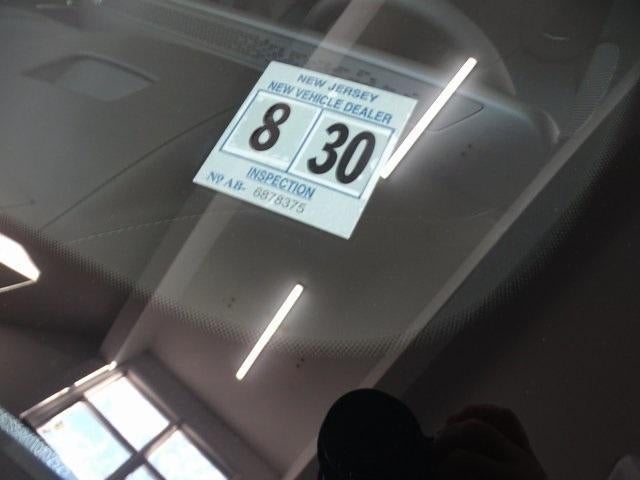 NEW JERSEY
NEW VEHICLE DEALER
8 30
INSPECTION
Nº AB- 6878375